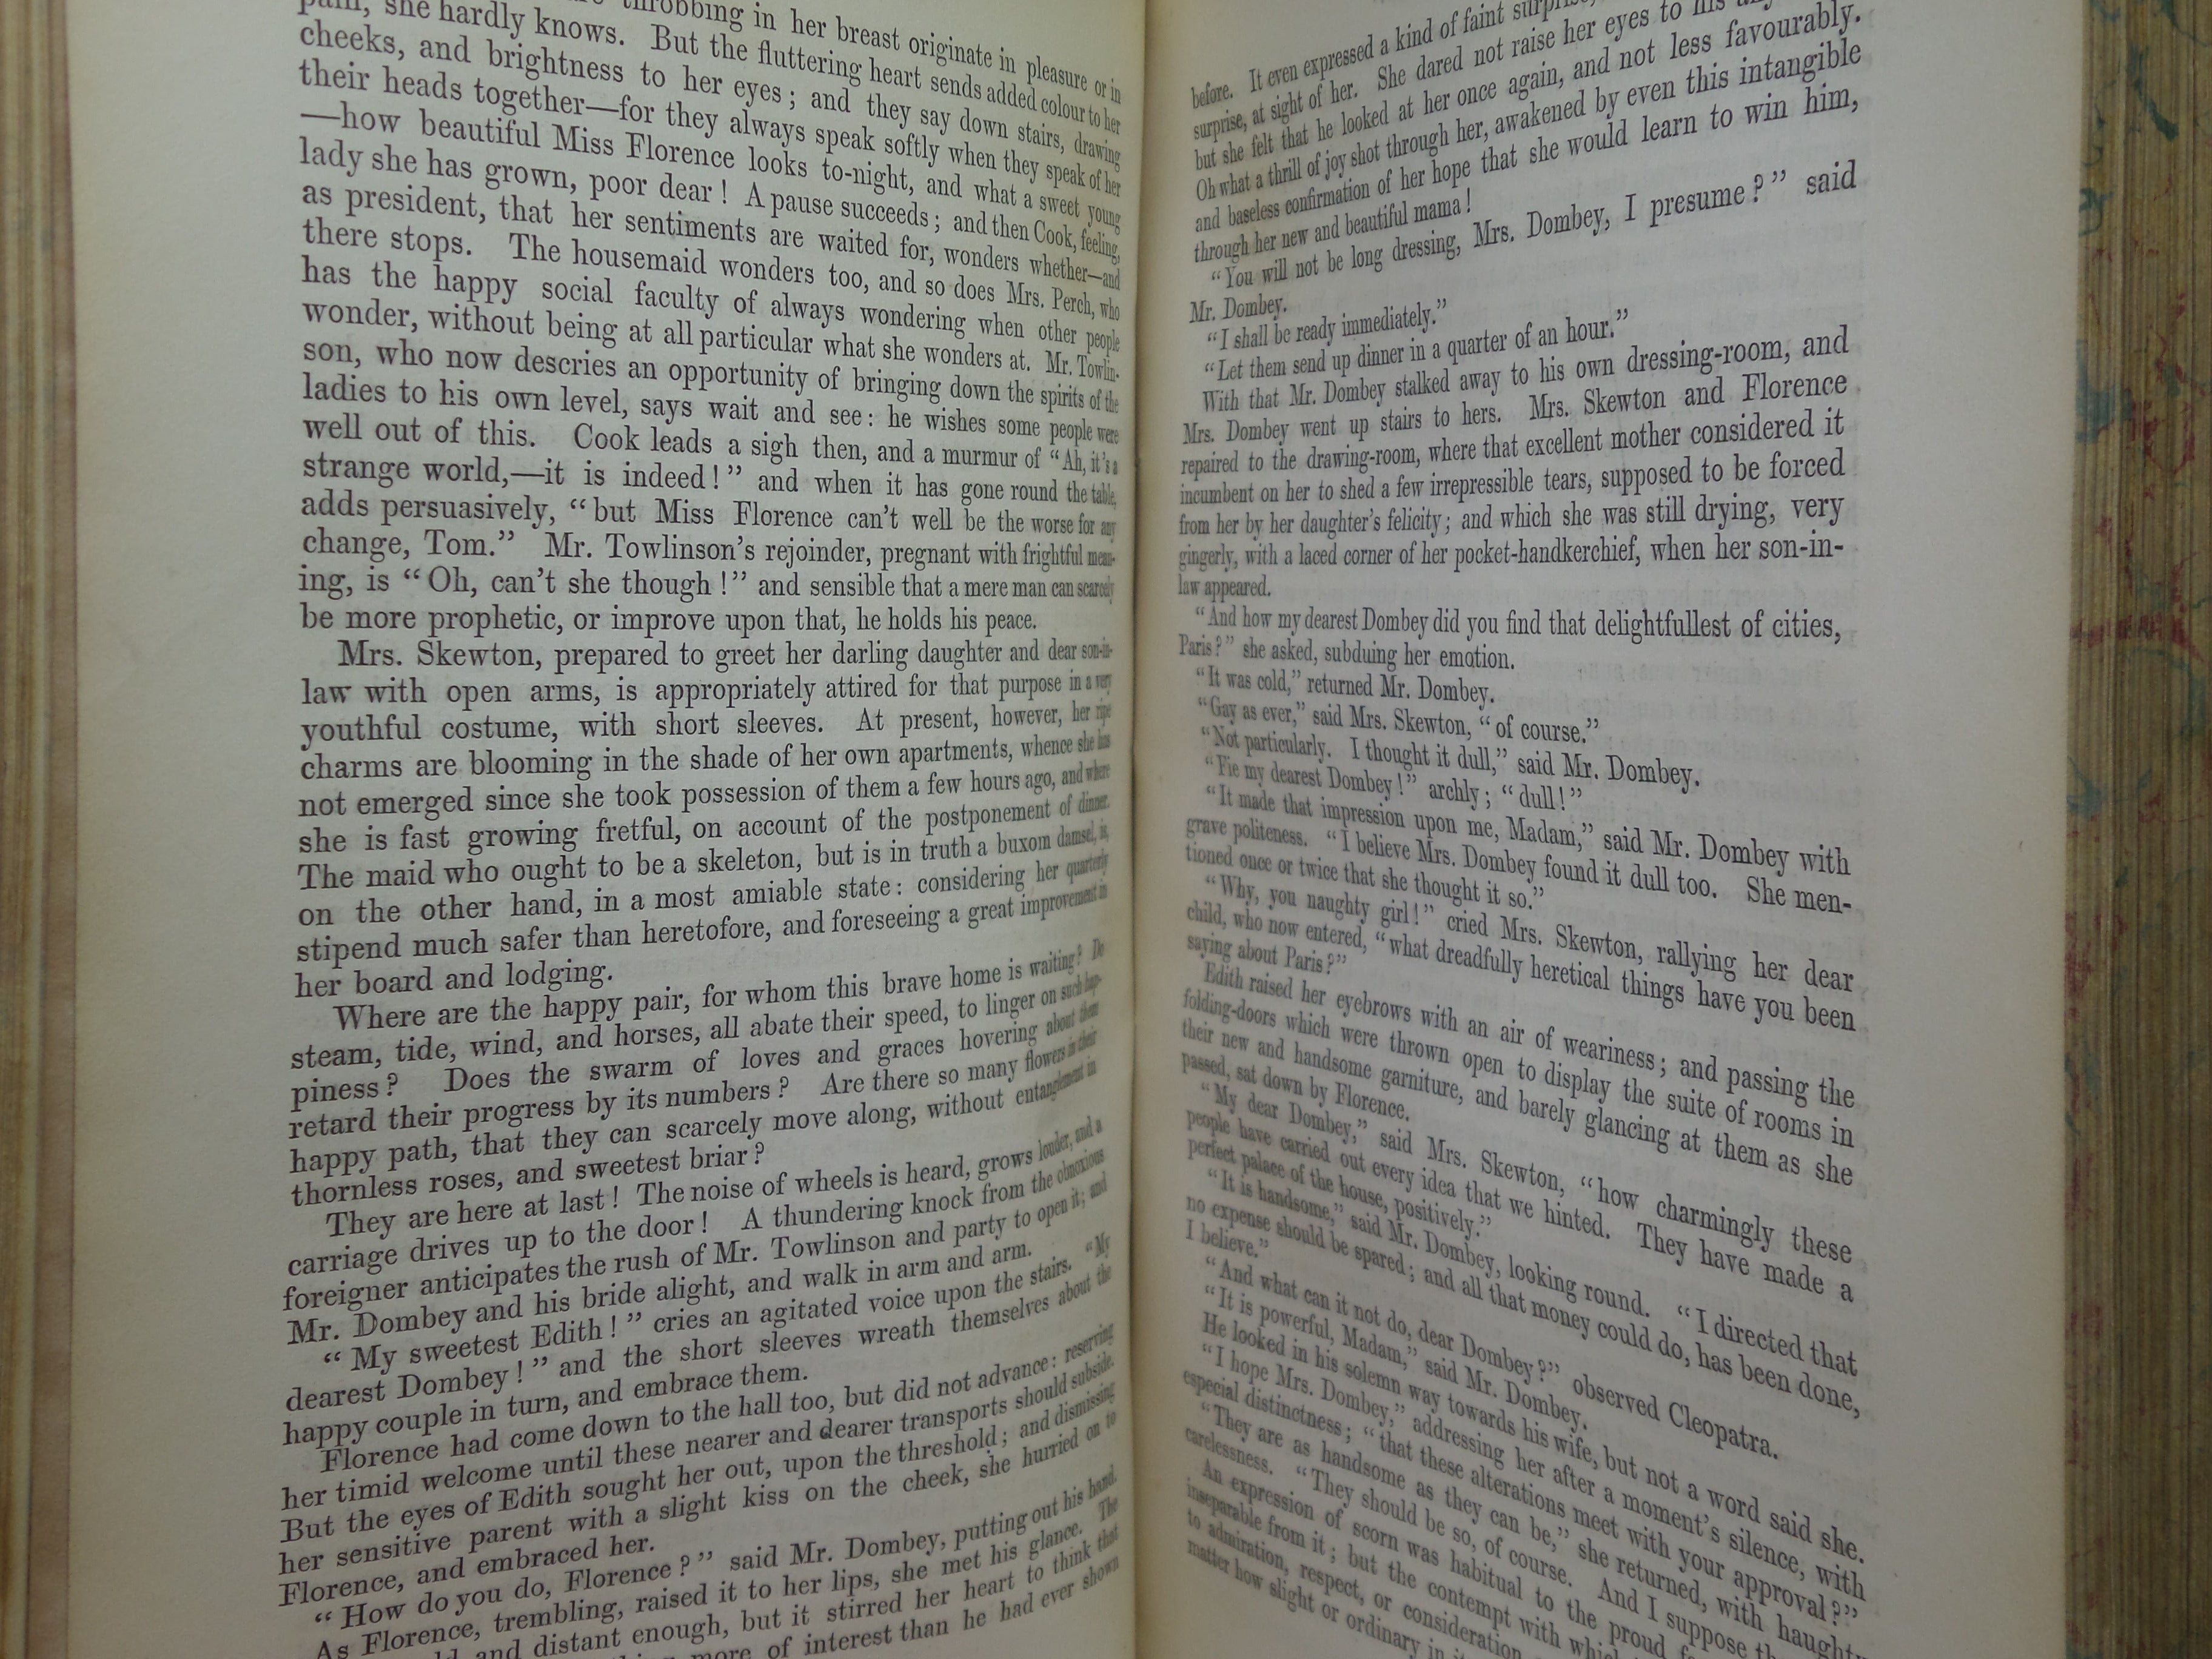 throbbing in her breast originate in pleasure or in
pain, she hardly knows. But the fluttering heart sends added colour to her
cheeks, and brightness to her eyes; and they say down stairs, drawing
their heads together—for they always speak softly when they speak of her
—how beautiful Miss Florence looks to-night, and what a sweet young
lady she has grown, poor dear! A pause succeeds; and then Cook, feeling,
as president, that her sentiments are waited for, wonders whether—and
there stops. The housemaid wonders too, and so does Mrs. Perch, who
has the happy social faculty of always wondering when other people
wonder, without being at all particular what she wonders at. Mr. Towlin-
son, who now descries an opportunity of bringing down the spirits of the
ladies to his own level, says wait and see: he wishes some people were
well out of this. Cook leads a sigh then, and a murmur of "Ah, it's a
strange world,—it is indeed!" and when it has gone round the table,
adds persuasively, "but Miss Florence can't well be the worse for any
change, Tom." Mr. Towlinson's rejoinder, pregnant with frightful mean-
ing, is "Oh, can't she though!" and sensible that a mere man can scarcely
be more prophetic, or improve upon that, he holds his peace.
Mrs. Skewton, prepared to greet her darling daughter and dear son-in-
law with open arms, is appropriately attired for that purpose in a very
youthful costume, with short sleeves. At present, however, her ripe
charms are blooming in the shade of her own apartments, whence she has
not emerged since she took possession of them a few hours ago, and where
she is fast growing fretful, on account of the postponement of dinner.
The maid who ought to be a skeleton, but is in truth a buxom damsel, is,
on the other hand, in a most amiable state: considering her quarterly
stipend much safer than heretofore, and foreseeing a great improvement in
her board and lodging.
Where are the happy pair, for whom this brave home is waiting? Do
steam, tide, wind, and horses, all abate their speed, to linger on such hap-
piness? Does the swarm of loves and graces hovering about them
retard their progress by its numbers? Are there so many flowers in their
happy path, that they can scarcely move along, without entanglement in
thornless roses, and sweetest briar?
They are here at last! The noise of wheels is heard, grows louder, and a
carriage drives up to the door! A thundering knock from the obnoxious
foreigner anticipates the rush of Mr. Towlinson and party to open it; and
Mr. Dombey and his bride alight, and walk in arm and arm.
"My sweetest Edith!" cries an agitated voice upon the stairs. "My
dearest Dombey!" and the short sleeves wreath themselves about the
happy couple in turn, and embrace them.
Florence had come down to the hall too, but did not advance: reserving
her timid welcome until these nearer and dearer transports should subside.
But the eyes of Edith sought her out, upon the threshold; and dismissing
her sensitive parent with a slight kiss on the cheek, she hurried on to
Florence, and embraced her.
"How do you do, Florence?" said Mr. Dombey, putting out his hand.
As Florence, trembling, raised it to her lips, she met his glance. The
and distant enough, but it stirred her heart to think that
more of interest than he had ever shown
before. It even expressed a kind of faint
surprise, at sight of her. She dared not raise her eyes to his
but she felt that he looked at her once again, and not less favourably.
Oh what a thrill of joy shot through her, awakened by even this intangible
and baseless confirmation of her hope that she would learn to win him,
through her new and beautiful mama!
"You will not be long dressing, Mrs. Dombey, I presume?" said
Mr. Dombey.
"I shall be ready immediately."
"Let them send up dinner in a quarter of an hour."
With that Mr. Dombey stalked away to his own dressing-room, and
Mrs. Dombey went up stairs to hers. Mrs. Skewton and Florence
repaired to the drawing-room, where that excellent mother considered it
incumbent on her to shed a few irrepressible tears, supposed to be forced
from her by her daughter's felicity; and which she was still drying, very
gingerly, with a laced corner of her pocket-handkerchief, when her son-in-
law appeared.
"And how my dearest Dombey did you find that delightfullest of cities,
Paris?" she asked, subduing her emotion.
"It was cold," returned Mr. Dombey.
"Gay as ever," said Mrs. Skewton, "of course."
"Not particularly. I thought it dull," said Mr. Dombey.
"Fie my dearest Dombey!" archly; "dull!"
"It made that impression upon me, Madam," said Mr. Dombey with
grave politeness. "I believe Mrs. Dombey found it dull too. She men-
tioned once or twice that she thought it so."
"Why, you naughty girl!" cried Mrs. Skewton, rallying her dear
child, who now entered, "what dreadfully heretical things have you been
saying about Paris?"
Edith raised her eyebrows with an air of weariness; and passing the
folding-doors which were thrown open to display the suite of rooms in
their new and handsome garniture, and barely glancing at them as she
passed, sat down by Florence.
"My dear Dombey," said Mrs. Skewton, "how charmingly these
people have carried out every idea that we hinted. They have made a
perfect palace of the house, positively."
"It is handsome," said Mr. Dombey, looking round. "I directed that
no expense should be spared; and all that money could do, has been done,
I believe."
"And what can it not do, dear Dombey?" observed Cleopatra.
"It is powerful, Madam," said Mr. Dombey.
He looked in his solemn way towards his wife, but not a word said she.
"I hope Mrs. Dombey," addressing her after a moment's silence, with
especial distinctness; "that these alterations meet with your approval?"
"They are as handsome as they can be," she returned, with haughty
carelessness. "They should be so, of course. And I suppose
An expression of scorn was habitual to the proud
inseparable from it; but the contempt with which
to admiration, respect, or consideration
matter how slight or ordinary in